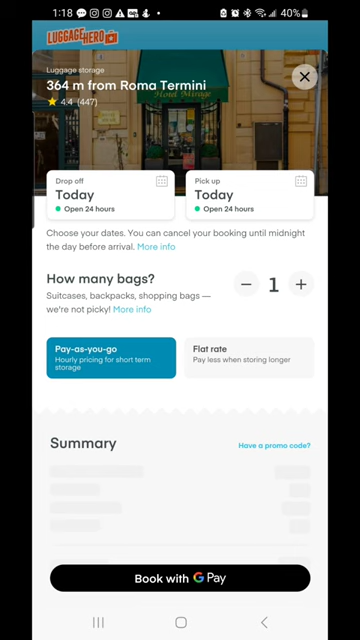 1:18
40%
LUGGAGEHERO
Luggage storage
364 m from Roma Termini
4.4 (447)
Hotel Mirage
Drop off
Today
Open 24 hours
Pick up
Today
Open 24 hours
Choose your dates. You can cancel your booking until midnight
the day before arrival. More info
How many bags?
Suitcases, backpacks, shopping bags —
we're not picky! More info
1
Pay-as-you-go
Hourly pricing for short term
storage
Flat rate
Pay less when storing longer
Summary
Have a promo code?
Book with G Pay